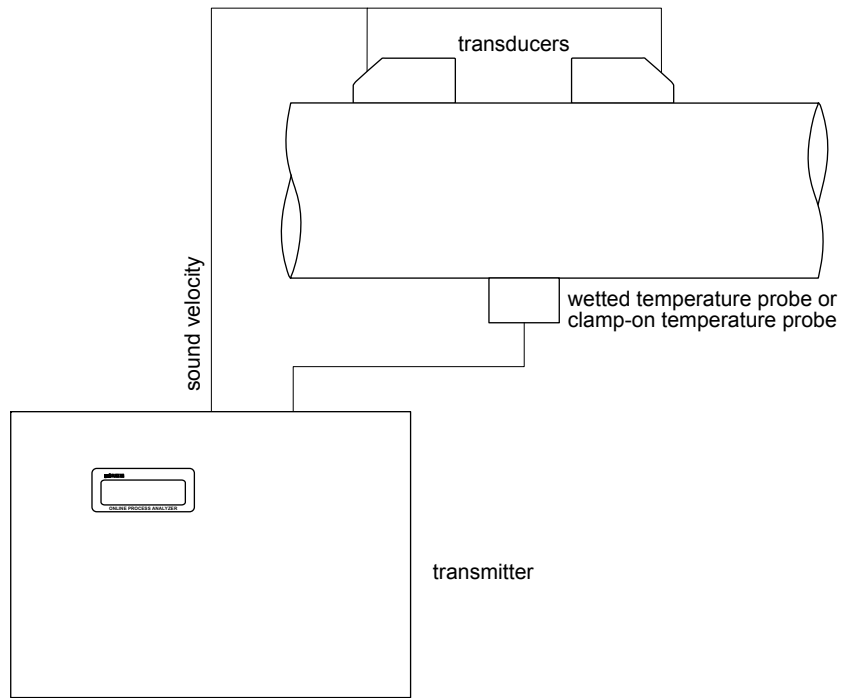 transducers
sound velocity
wetted temperature probe or
clamp-on temperature probe
ONLINE PROCESS ANALYZER
transmitter